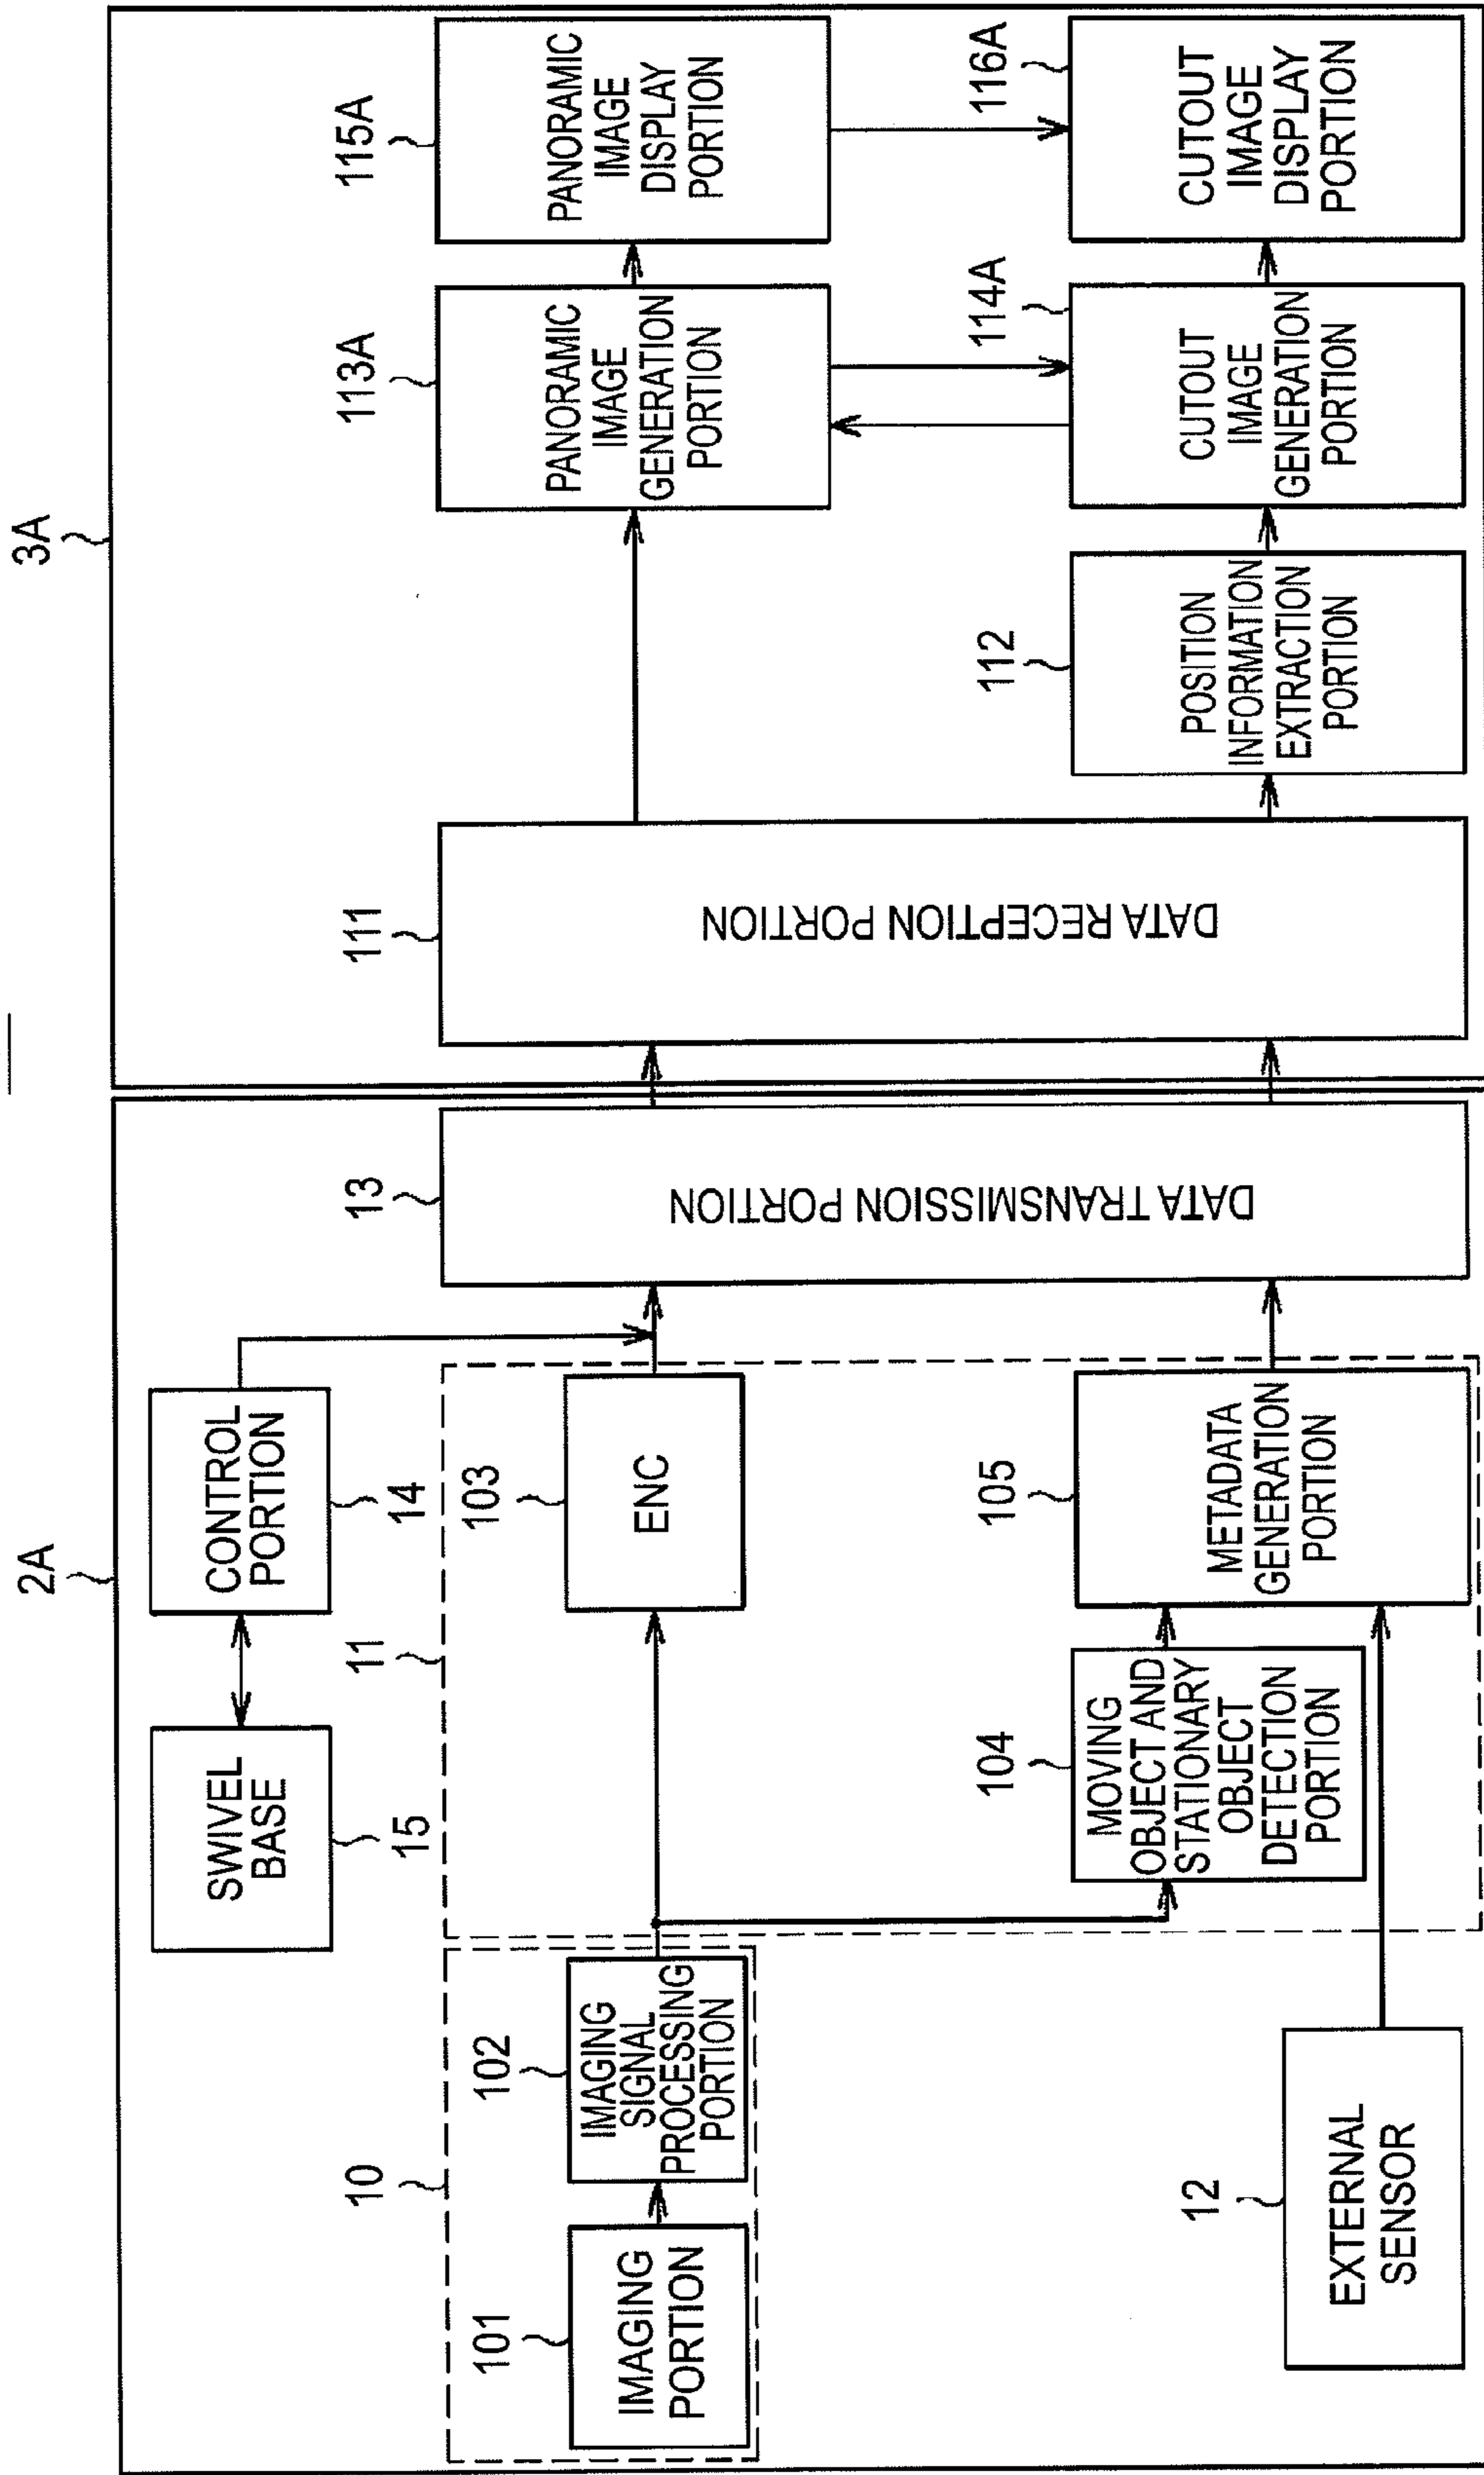 2A
3A
SWIVEL
BASE
15
CONTROL
PORTION
14
10
101
IMAGING
PORTION
102
IMAGING
SIGNAL
PROCESSING
PORTION
11
103
ENC
104
MOVING
OBJECT AND
STATIONARY
OBJECT
DETECTION
PORTION
105
METADATA
GENERATION
PORTION
12
EXTERNAL
SENSOR
13
DATA TRANSMISSION PORTION
111
DATA RECEPTION PORTION
112
POSITION
INFORMATION
EXTRACTION
PORTION
113A
PANORAMIC
IMAGE
GENERATION
PORTION
115A
PANORAMIC
IMAGE
DISPLAY
PORTION
114A
CUTOUT
IMAGE
GENERATION
PORTION
116A
CUTOUT
IMAGE
DISPLAY
PORTION